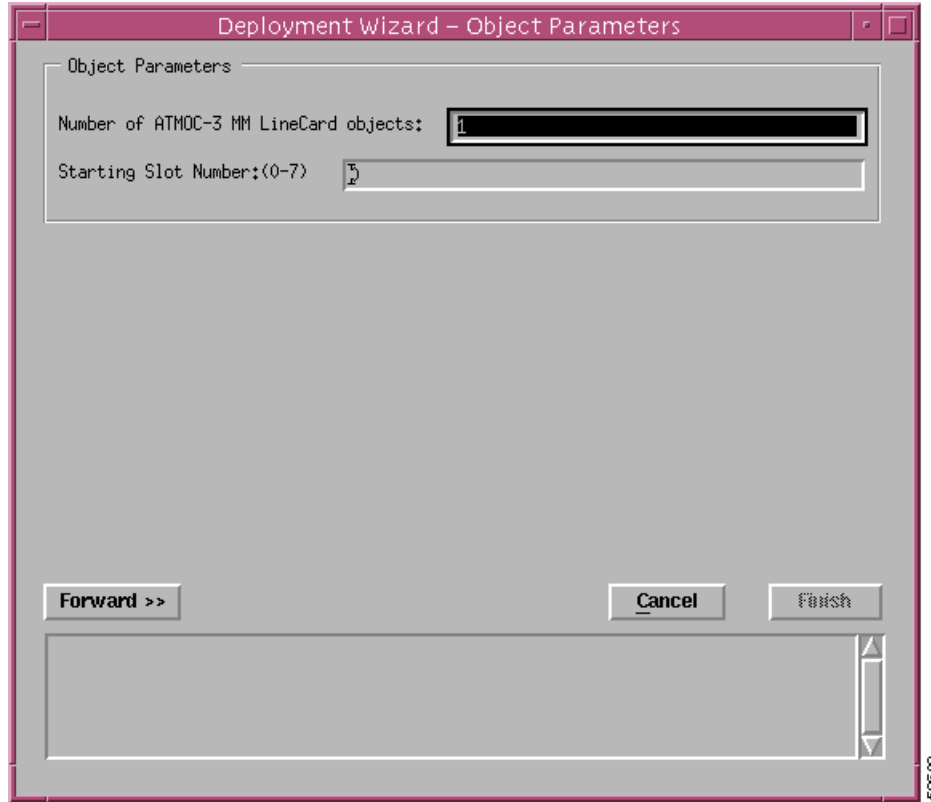 Deployment Wizard – Object Parameters
Object Parameters
Number of ATMOC-3 MM LineCard objects: 1
Starting Slot Number:(0-7)
Forward >>
Cancel
Finish